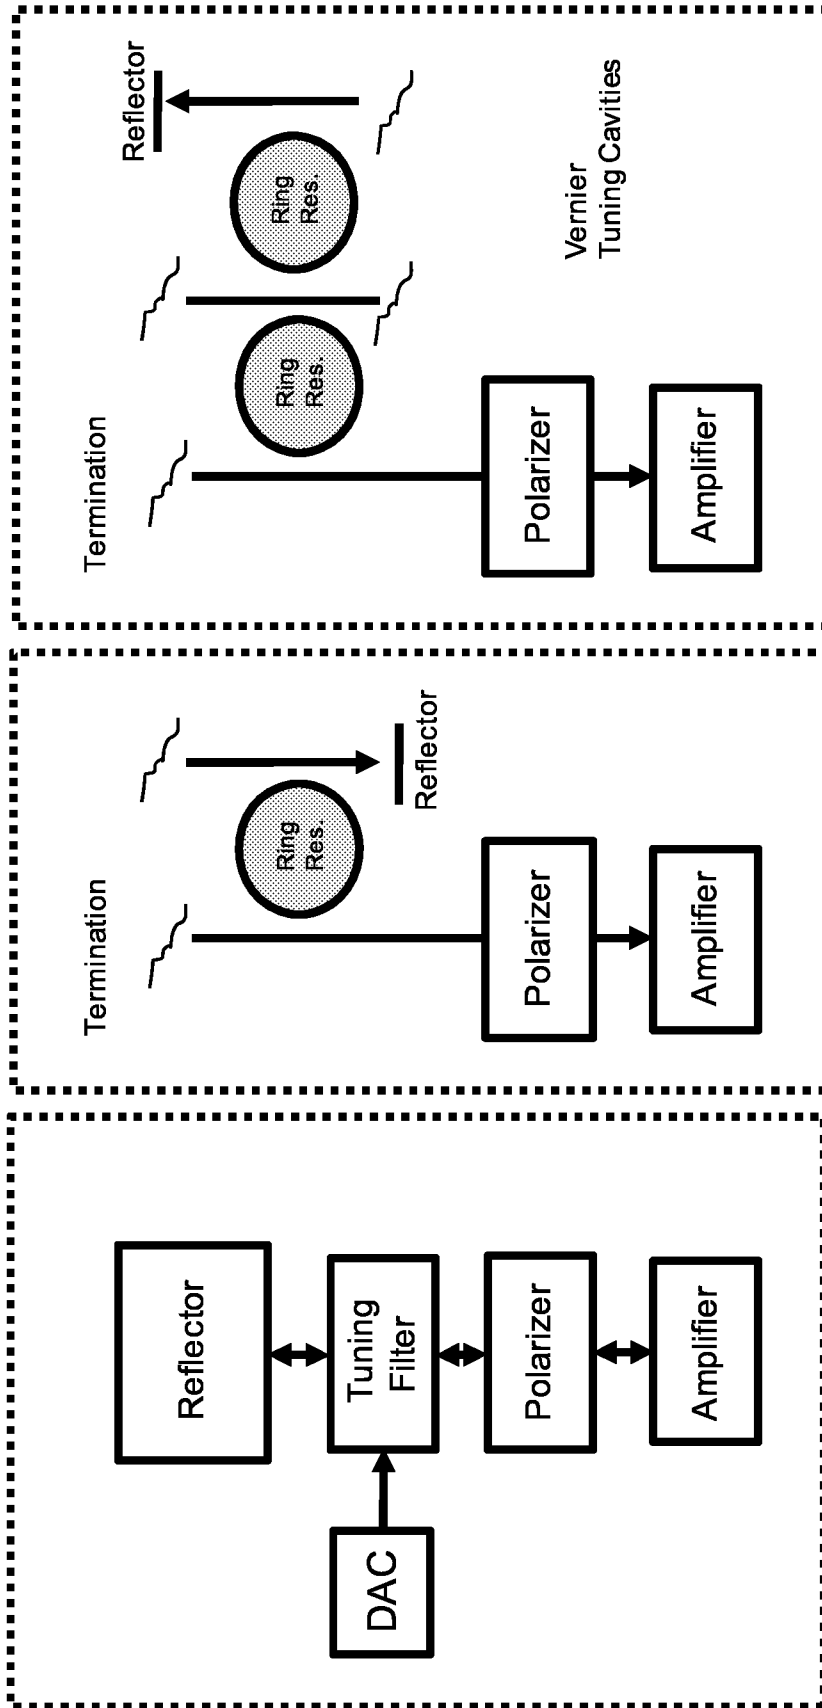 Reflector
DAC
Tuning
Filter
Polarizer
Amplifier
Termination
Ring
Res.
Reflector
Polarizer
Amplifier
Termination
Reflector
Ring
Res.
Ring
Res.
Polarizer
Amplifier
Vernier
Tuning Cavities